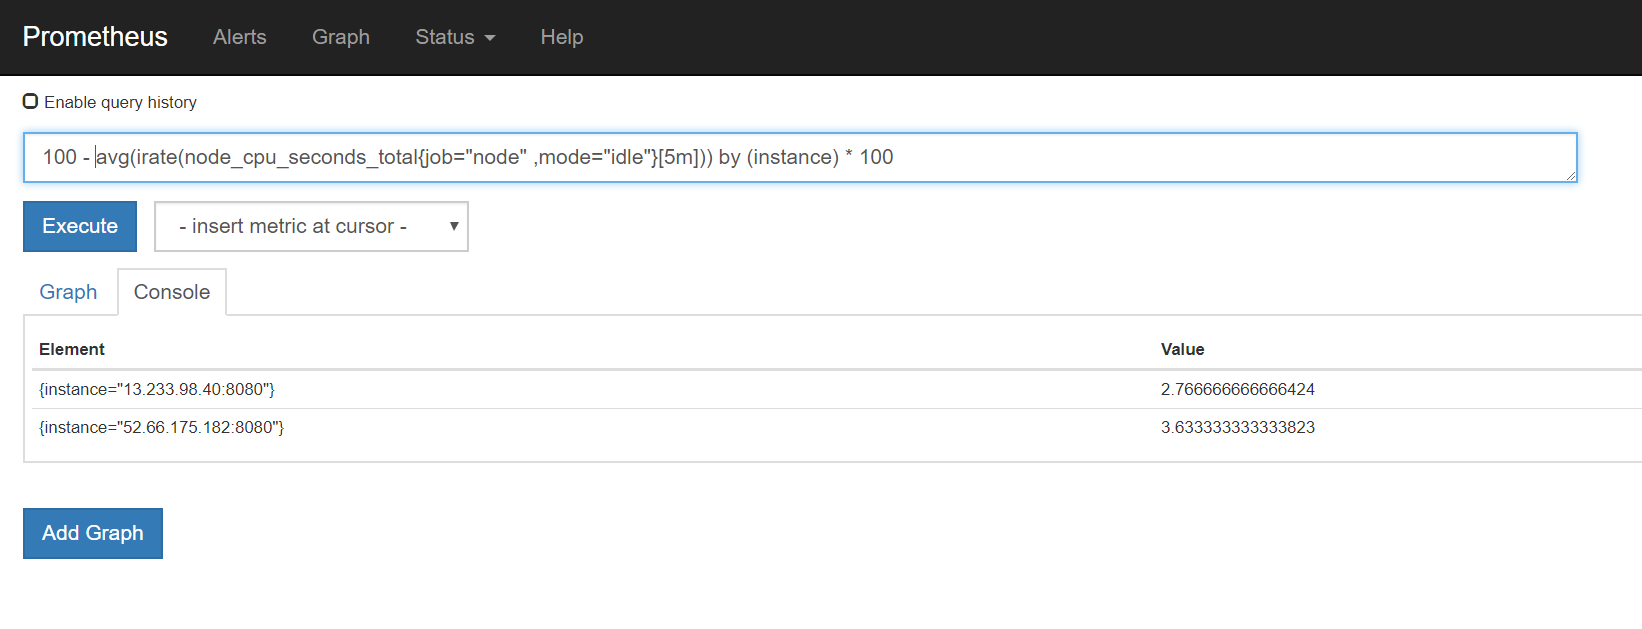 Prometheus Alerts Graph Status Help
Enable query history
100 - avg(irate(node_cpu_seconds_total{job="node" ,mode="idle"}[5m])) by (instance) * 100
Execute - insert metric at cursor -
Graph Console
Element Value
{instance="13.233.98.40:8080"} 2.766666666666424
{instance="52.66.175.182:8080"} 3.633333333333823
Add Graph